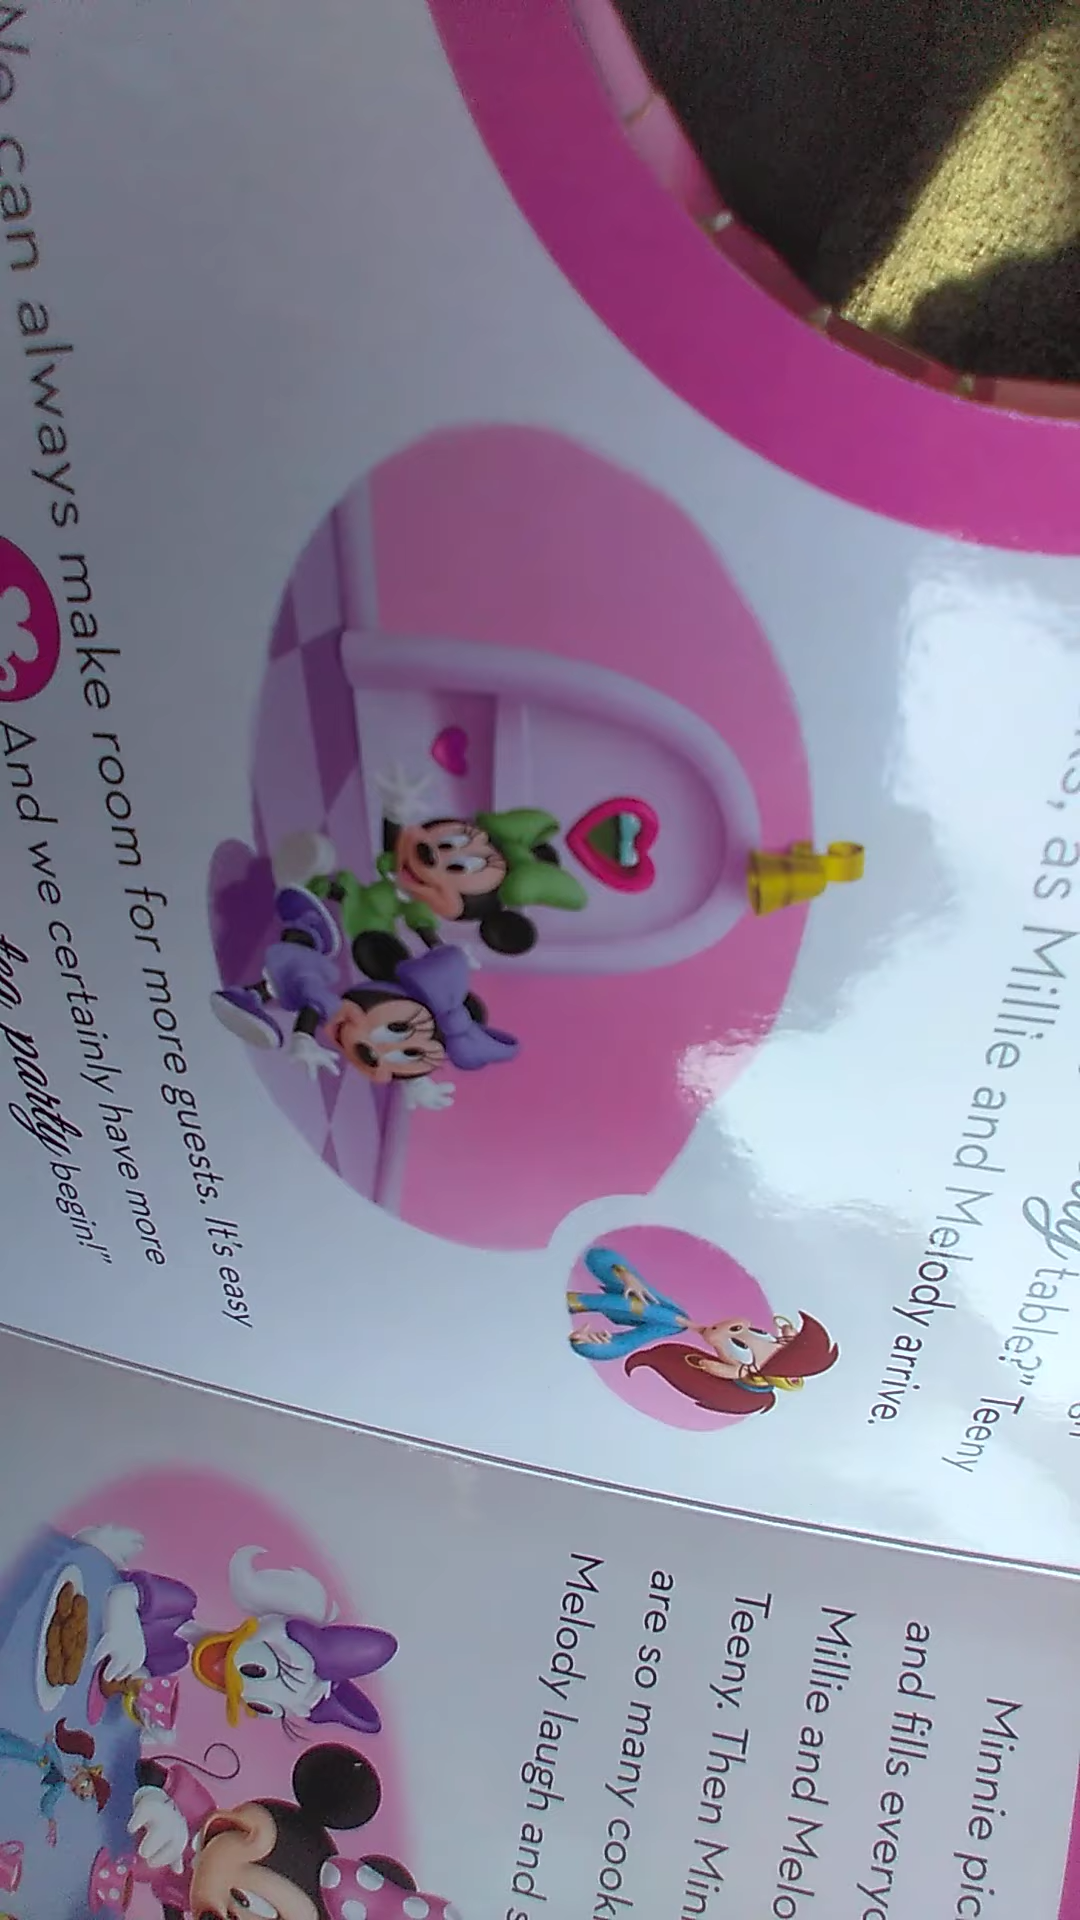 table?" Teeny
as Millie and Melody arrive.
We can always make room for more guests. It's easy
And we certainly have more
tea party begin!"
Minnie pic
and fills every
Millie and Melo
Teeny. Then Min
are so many cook
Melody laugh and s